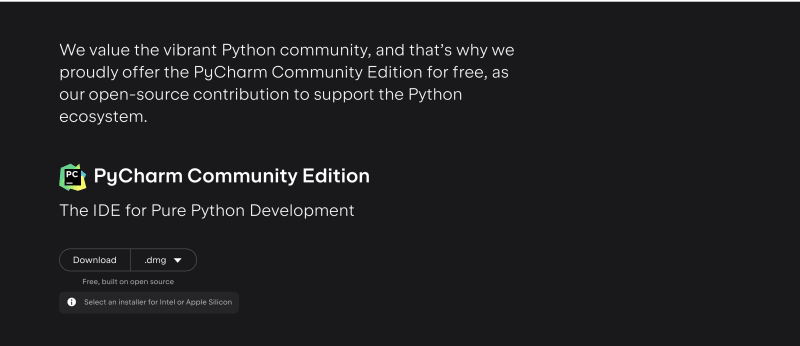 We value the vibrant Python community, and that's why we
proudly offer the PyCharm Community Edition for free, as
our open-source contribution to support the Python
ecosystem.
PC
PyCharm Community Edition
The IDE for Pure Python Development
Download .dmg
Free, built on open source
Select an installer for Intel or Apple Silicon